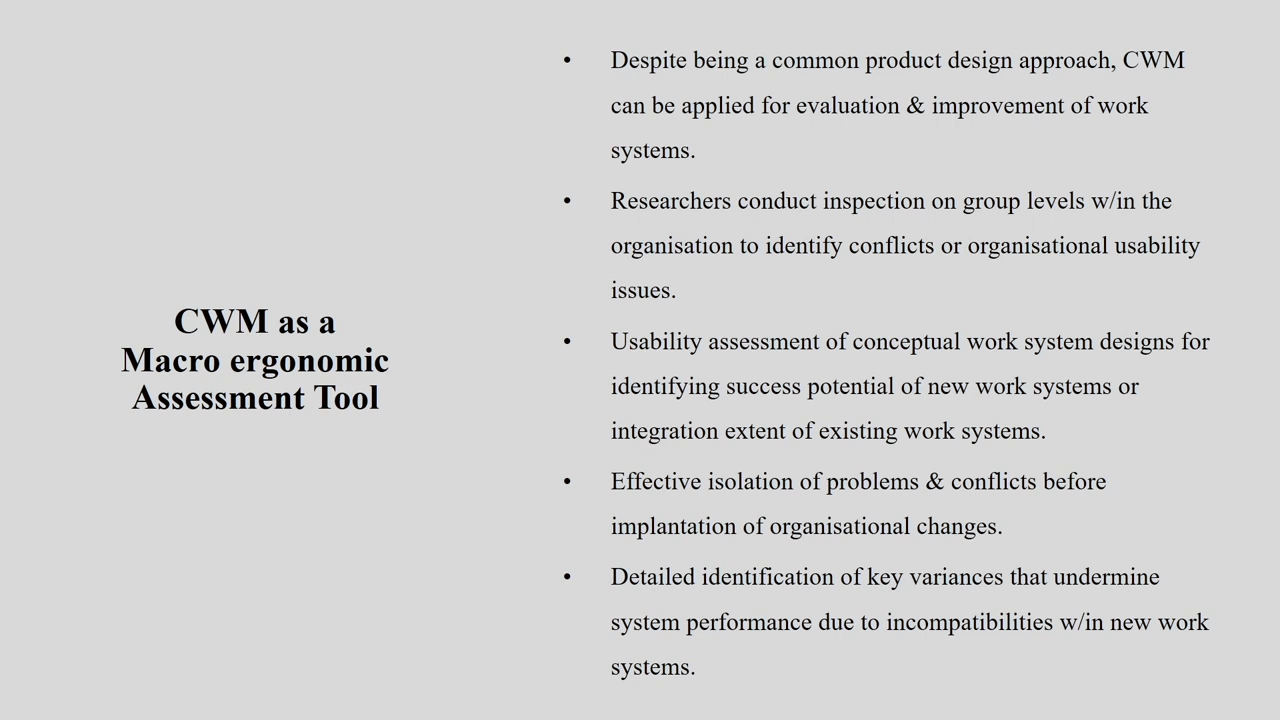 CWM as a
Macro ergonomic
Assessment Tool
• Despite being a common product design approach, CWM
can be applied for evaluation & improvement of work
systems.
• Researchers conduct inspection on group levels w/in the
organisation to identify conflicts or organisational usability
issues.
• Usability assessment of conceptual work system designs for
identifying success potential of new work systems or
integration extent of existing work systems.
• Effective isolation of problems & conflicts before
implantation of organisational changes.
• Detailed identification of key variances that undermine
system performance due to incompatibilities w/in new work
systems.